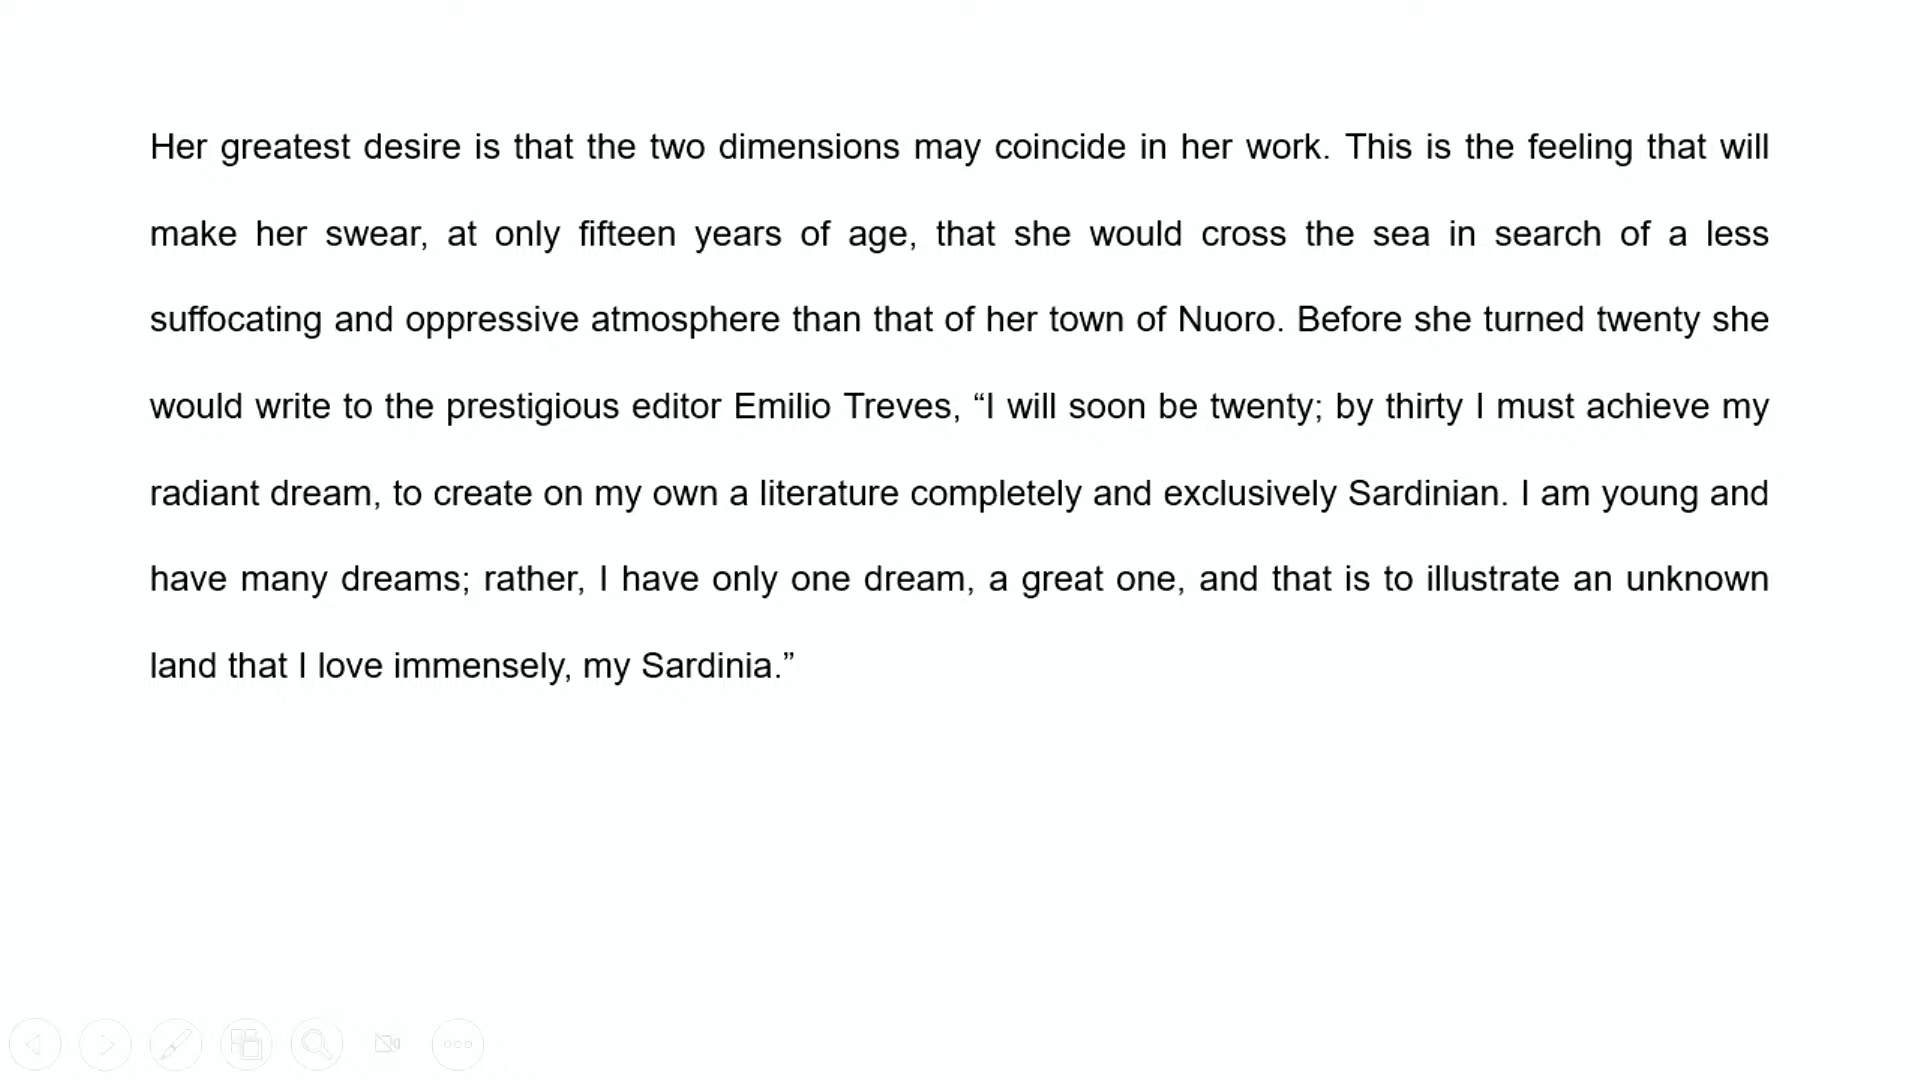 Her greatest desire is that the two dimensions may coincide in her work. This is the feeling that will
make her swear, at only fifteen years of age, that she would cross the sea in search of a less
suffocating and oppressive atmosphere than that of her town of Nuoro. Before she turned twenty she
would write to the prestigious editor Emilio Treves, “I will soon be twenty; by thirty I must achieve my
radiant dream, to create on my own a literature completely and exclusively Sardinian. I am young and
have many dreams; rather, I have only one dream, a great one, and that is to illustrate an unknown
land that I love immensely, my Sardinia.”